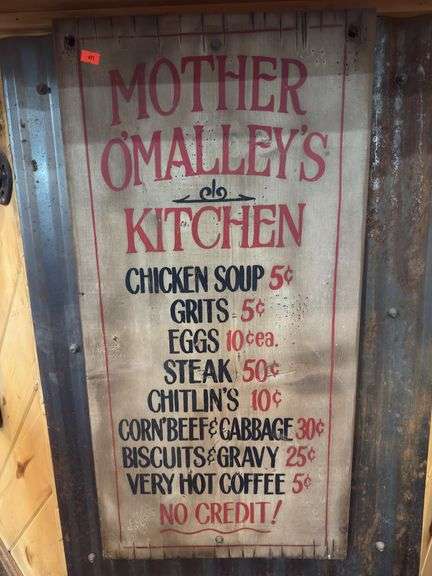 MOTHER
O'MALLEY'S
KITCHEN
CHICKEN SOUP 5¢
GRITS 5¢
EGGS 10¢ea.
STEAK 50¢
CHITLIN'S 10¢
CORN'BEEF&CABBAGE 30¢
BISCUITS&GRAVY 25¢
VERY HOT COFFEE 5¢
NO CREDIT!